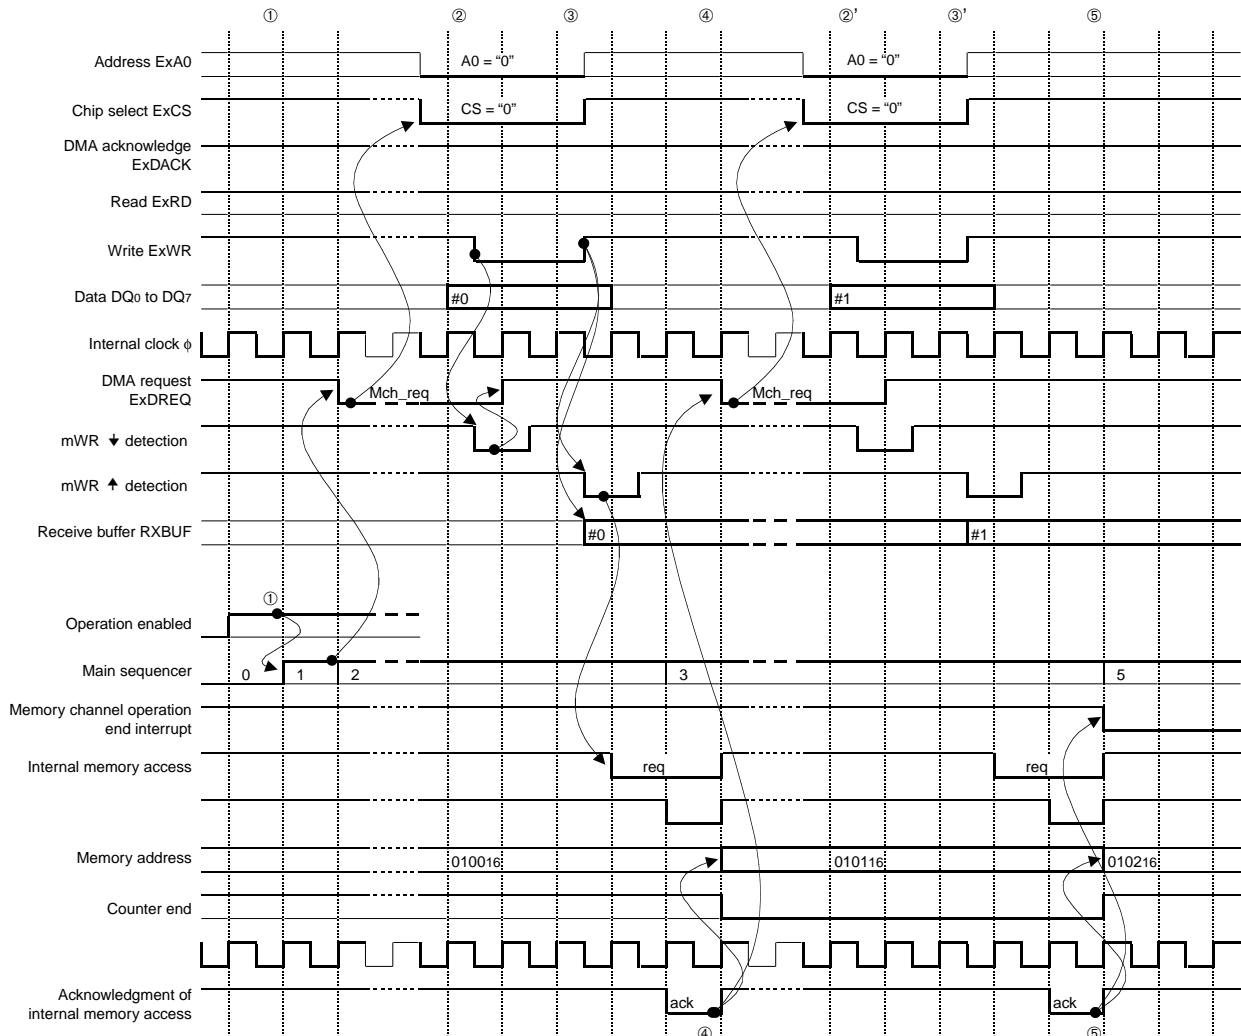 ① ② ③ ④ ②’ ③’ ⑤
Address ExA0 A0 = “0” A0 = “0”
Chip select ExCS CS = “0” CS = “0”
DMA acknowledge
ExDACK
Read ExRD
Write ExWR
Data DQ0 to DQ7 #0 #1
Internal clock ϕ
DMA request
ExDREQ Mch_req Mch_req
mWR ↓ detection
mWR ↑ detection
Receive buffer RXBUF #0 #1
①
Operation enabled
Main sequencer 0 1 2 3 5
Memory channel operation
end interrupt
Internal memory access req req
Memory address 010016 010116 010216
Counter end
Acknowledgment of
internal memory access ack ack
④ ⑤